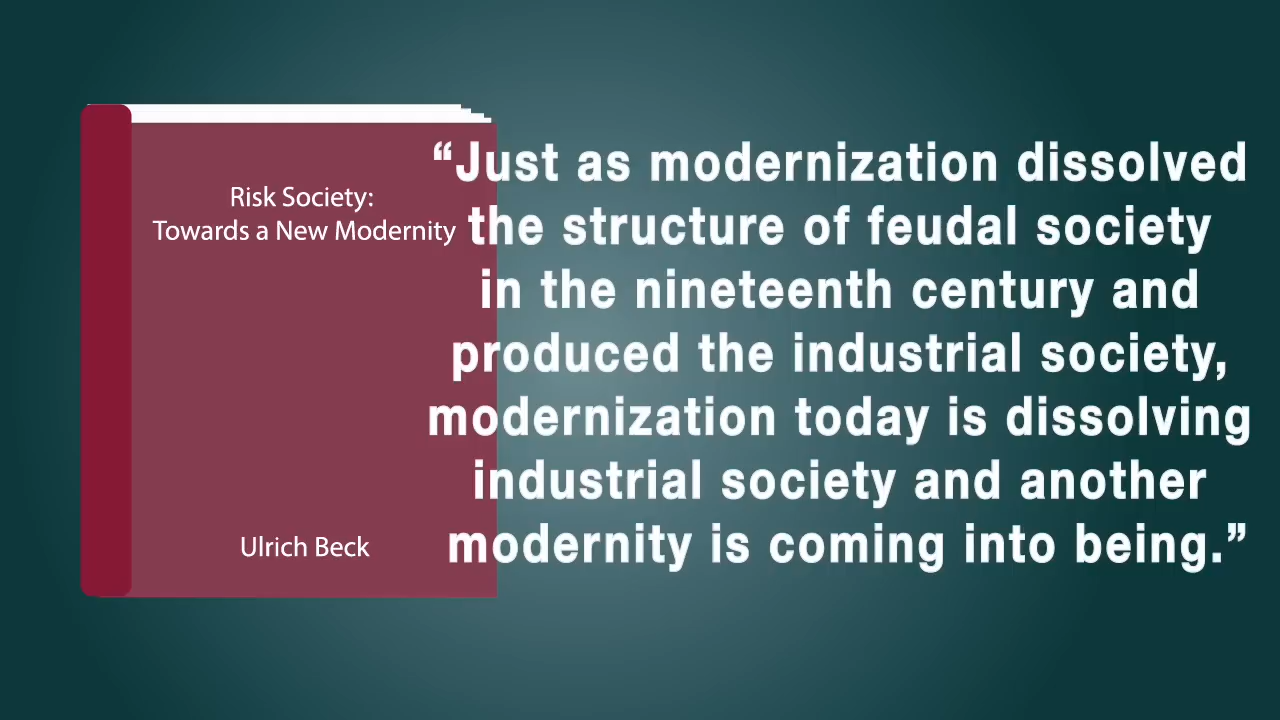 Risk Society:
Towards a New Modernity
Ulrich Beck
“Just as modernization dissolved
the structure of feudal society
in the nineteenth century and
produced the industrial society,
modernization today is dissolving
industrial society and another
modernity is coming into being.”